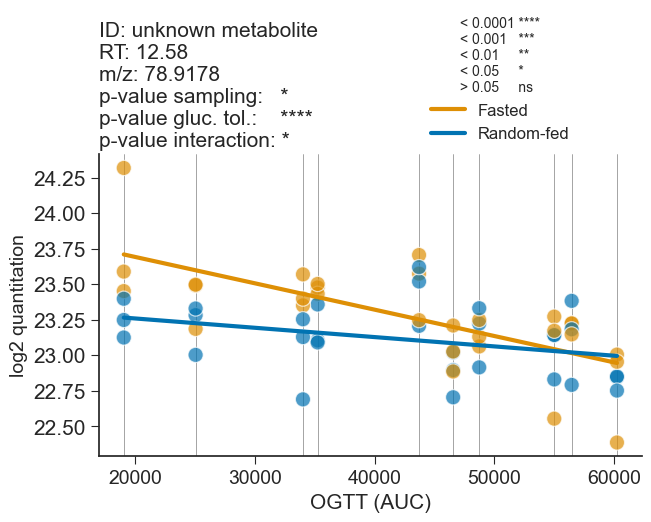 ID: unknown metabolite
RT: 12.58
m/z: 78.9178
p-value sampling: *
p-value gluc. tol.: ****
p-value interaction: *
< 0.0001 ****
< 0.001 ***
< 0.01 **
< 0.05 *
> 0.05 ns
Fasted
Random-fed
log2 quantitation
24.25
24.00
23.75
23.50
23.25
23.00
22.75
22.50
20000 30000 40000 50000 60000
OGTT (AUC)